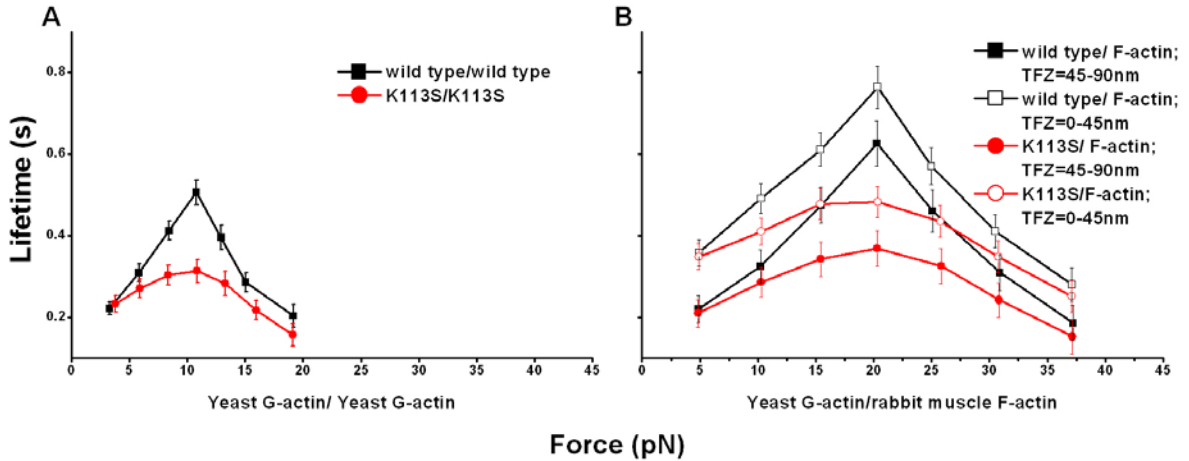 A
B
wild type/wild type
K113S/K113S
wild type/ F-actin;
TFZ=45-90nm
wild type/ F-actin;
TFZ=0-45nm
K113S/ F-actin;
TFZ=45-90nm
K113S/F-actin;
TFZ=0-45nm
Lifetime (s)
0.8
0.6
0.4
0.2
0 5 10 15 20 25 30 35 40 45
0 5 10 15 20 25 30 35 40 45
Yeast G-actin/ Yeast G-actin
Yeast G-actin/rabbit muscle F-actin
Force (pN)